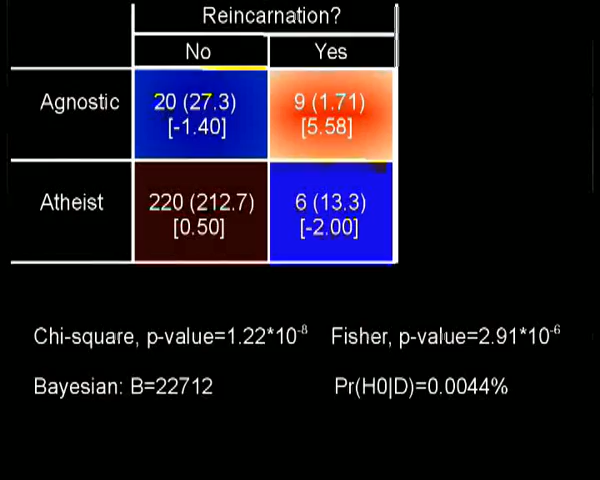 Reincarnation?
No Yes
Agnostic 20 (27.3) 9 (1.71)
[-1.40] [5.58]
Atheist 220 (212.7) 6 (13.3)
[0.50] [-2.00]
Chi-square, p-value=1.22*10⁻⁸ Fisher, p-value=2.91*10⁻⁶
Bayesian: B=22712 Pr(H0|D)=0.0044%